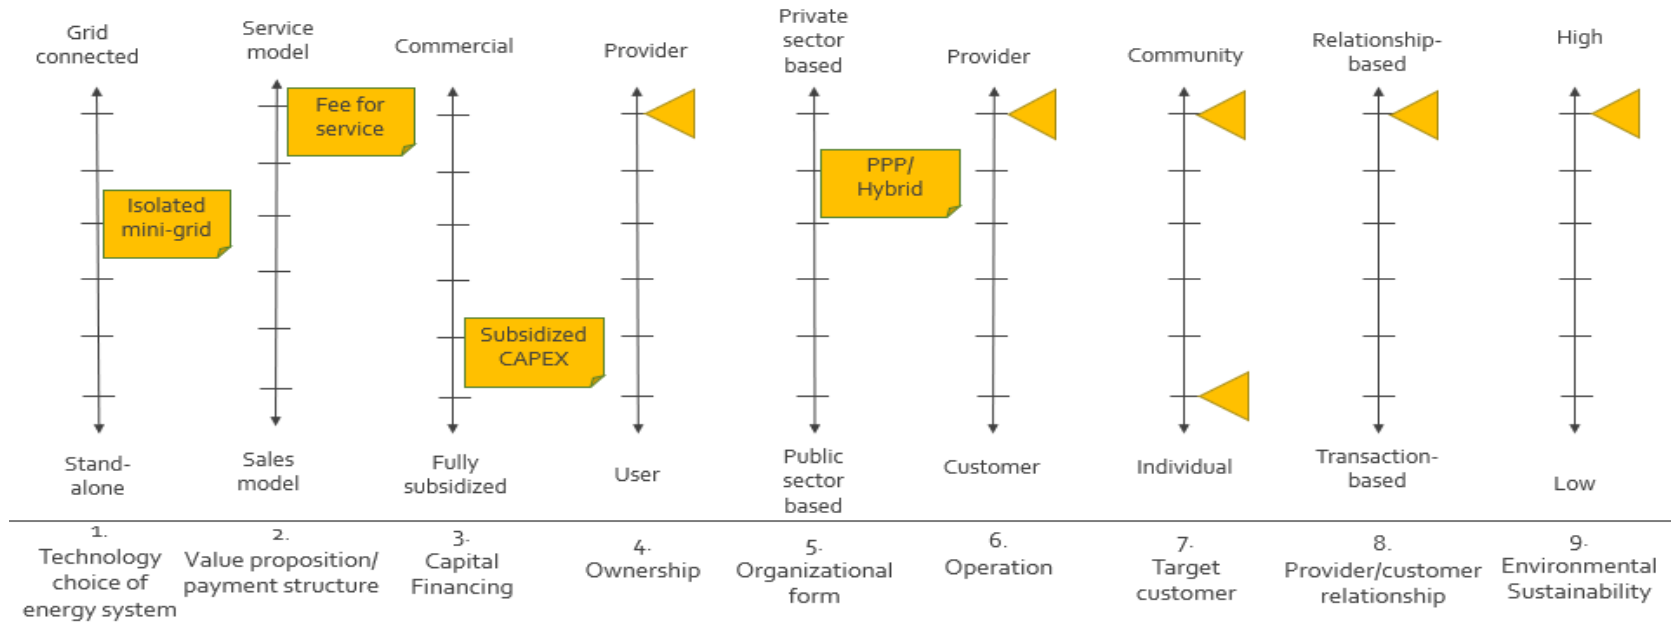 Grid
connected
Service
model
Commercial
Provider
Private
sector
based
Provider
Community
Relationship-
based
High
Fee for
service
Isolated
mini-grid
PPP/
Hybrid
Subsidized
CAPEX
Stand-
alone
Sales
model
Fully
subsidized
User
Public
sector
based
Customer
Individual
Transaction-
based
Low
1.
Technology
choice of
energy system
2.
Value proposition/
payment structure
3.
Capital
Financing
4.
Ownership
5.
Organizational
form
6.
Operation
7.
Target
customer
8.
Provider/customer
relationship
9.
Environmental
Sustainability